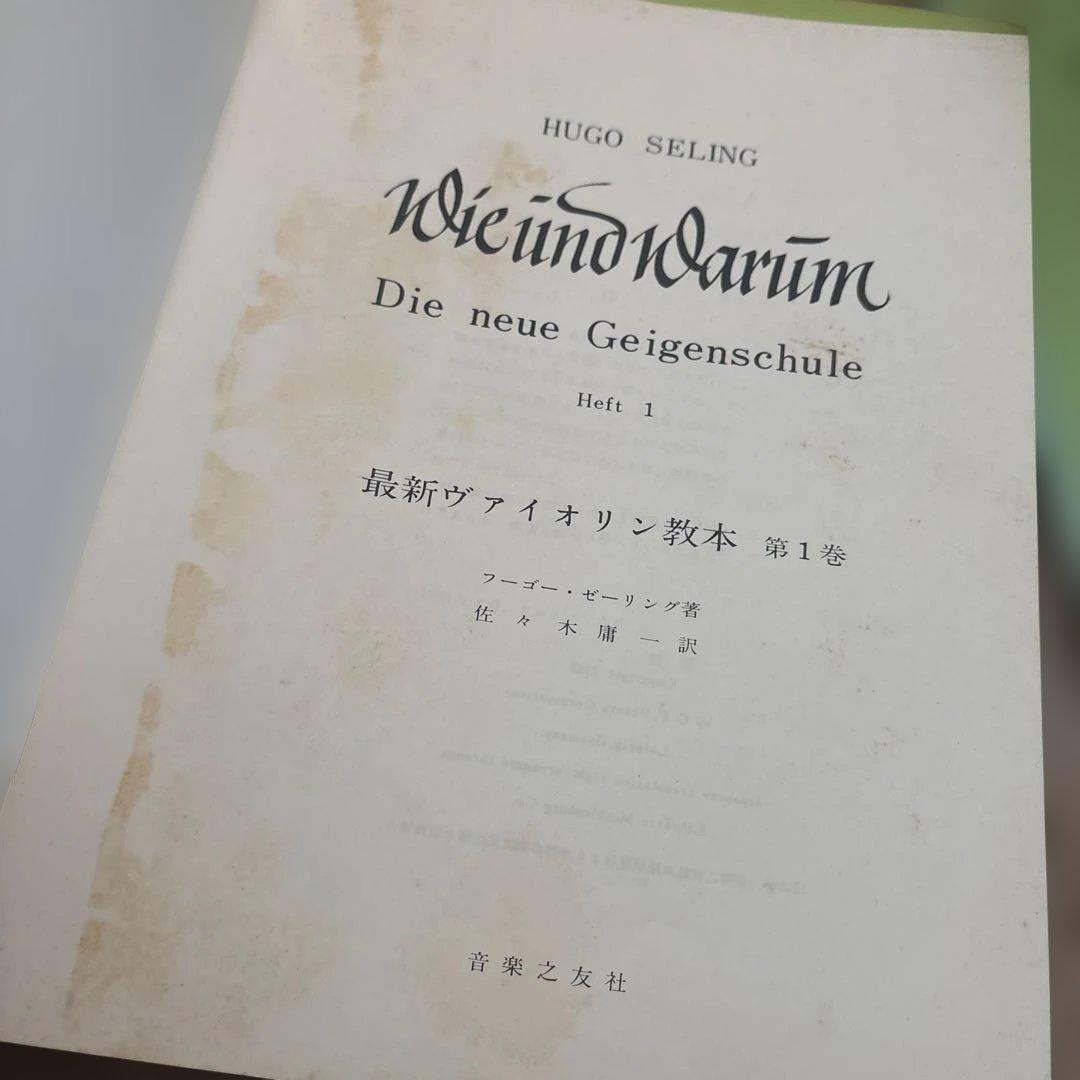 HUGO SELING
Wie und Warum
Die neue Geigenschule
Heft 1
最新ヴァイオリン教本 第1巻
フーゴー・ゼーリング著
佐々木庸一訳
音楽之友社